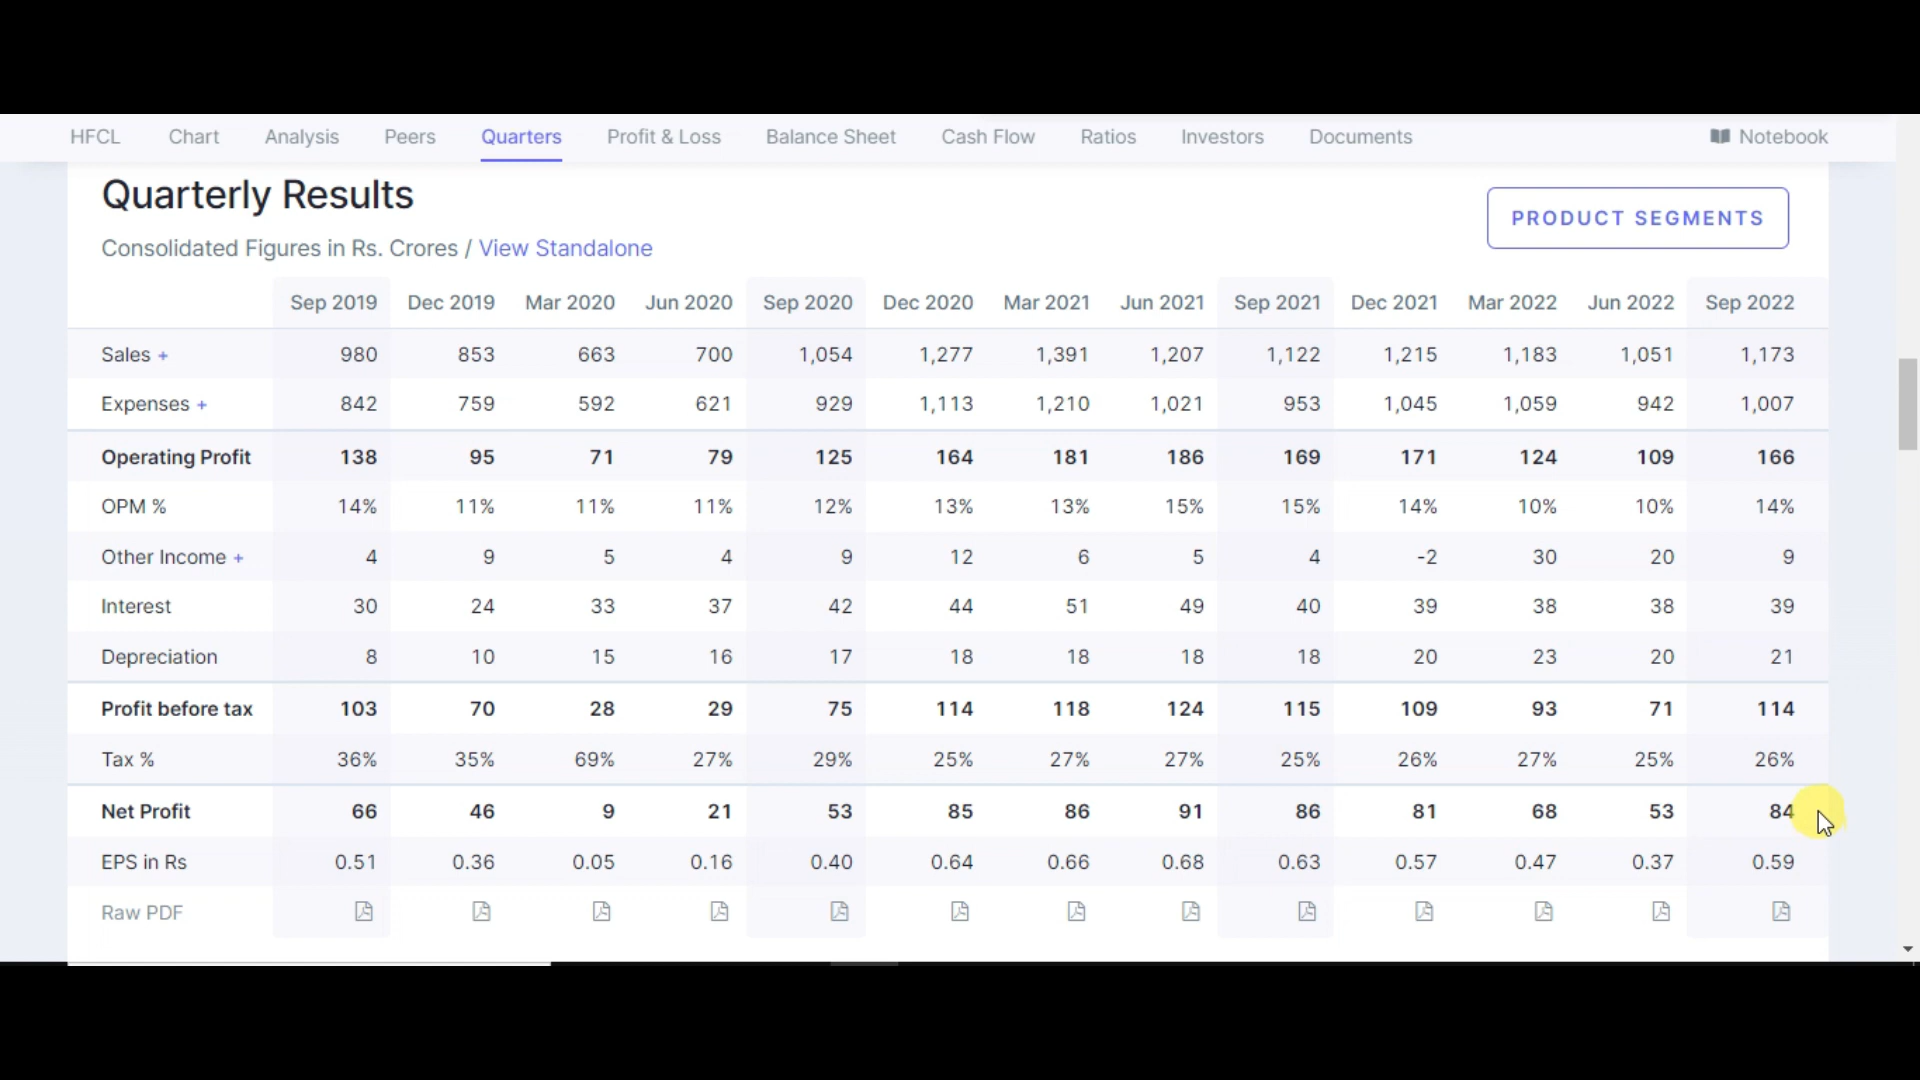 HFCL Chart Analysis Peers Quarters Profit & Loss Balance Sheet Cash Flow Ratios Investors Documents Notebook
Quarterly Results
PRODUCT SEGMENTS
Consolidated Figures in Rs. Crores / View Standalone
Sep 2019 Dec 2019 Mar 2020 Jun 2020 Sep 2020 Dec 2020 Mar 2021 Jun 2021 Sep 2021 Dec 2021 Mar 2022 Jun 2022 Sep 2022
Sales + 980 853 663 700 1,054 1,277 1,391 1,207 1,122 1,215 1,183 1,051 1,173
Expenses + 842 759 592 621 929 1,113 1,210 1,021 953 1,045 1,059 942 1,007
Operating Profit 138 95 71 79 125 164 181 186 169 171 124 109 166
OPM % 14% 11% 11% 11% 12% 13% 13% 15% 15% 14% 10% 10% 14%
Other Income + 4 9 5 4 9 12 6 5 4 -2 30 20 9
Interest 30 24 33 37 42 44 51 49 40 39 38 38 39
Depreciation 8 10 15 16 17 18 18 18 18 20 23 20 21
Profit before tax 103 70 28 29 75 114 118 124 115 109 93 71 114
Tax % 36% 35% 69% 27% 29% 25% 27% 27% 25% 26% 27% 25% 26%
Net Profit 66 46 9 21 53 85 86 91 86 81 68 53 84
EPS in Rs 0.51 0.36 0.05 0.16 0.40 0.64 0.66 0.68 0.63 0.57 0.47 0.37 0.59
Raw PDF